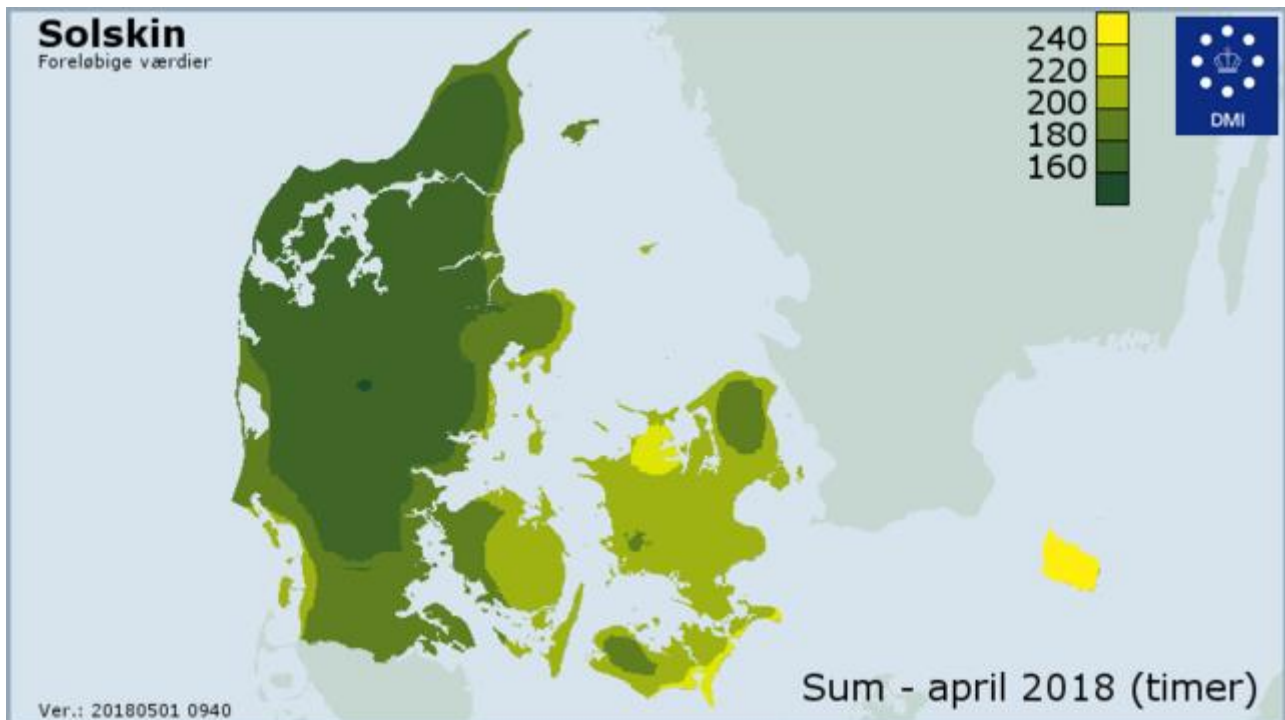 Solskin
Foreløbige værdier
240
220
200
180
160
DMI
Sum - april 2018 (timer)
Ver.: 20180501 0940